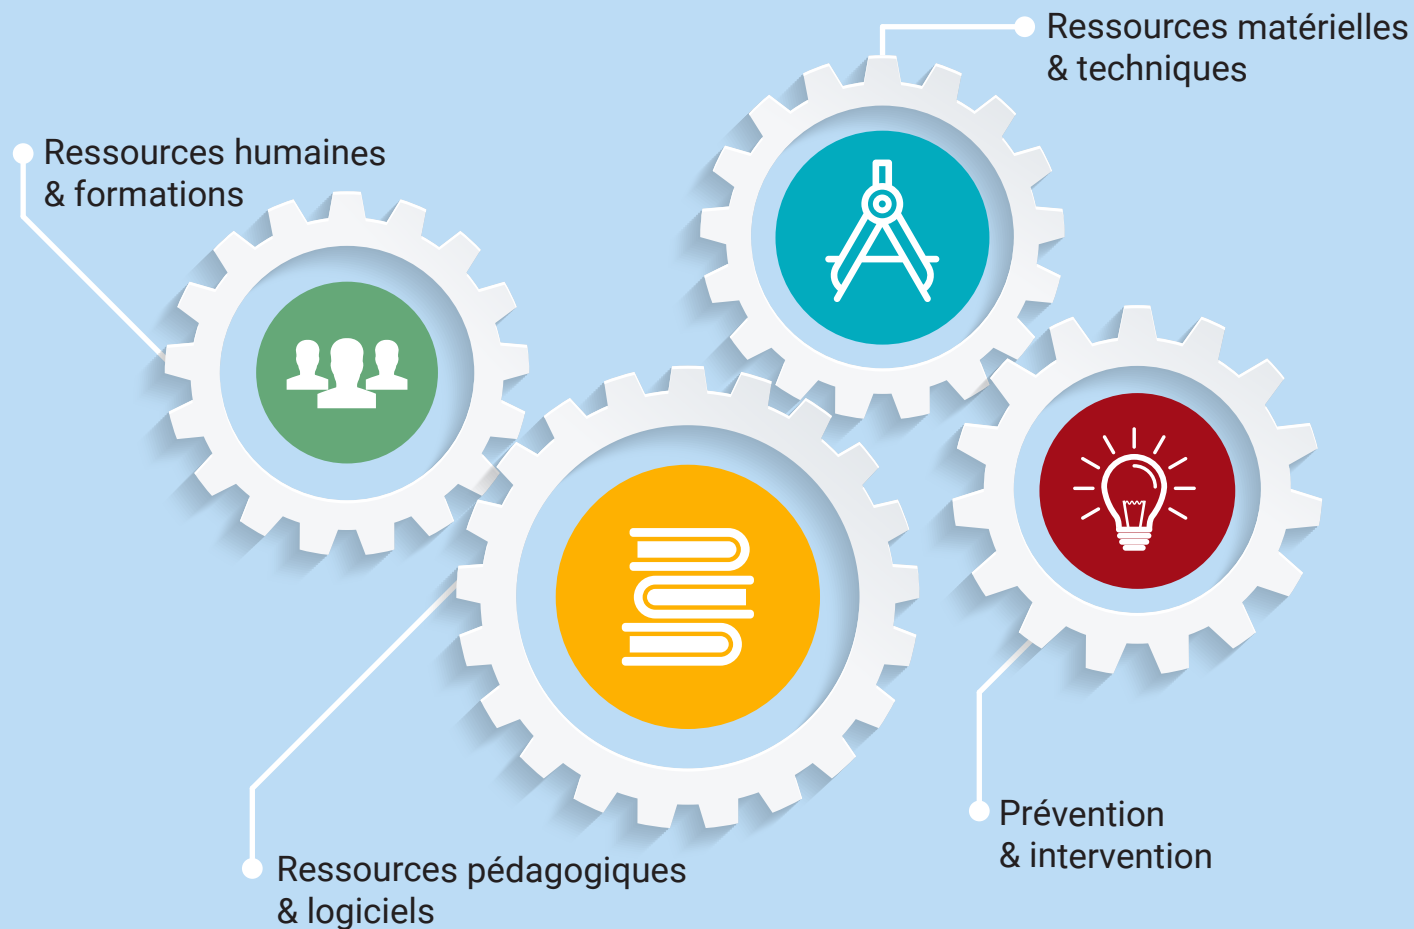 Ressources matérielles
& techniques
Ressources humaines
& formations
Prévention
& intervention
Ressources pédagogiques
& logiciels